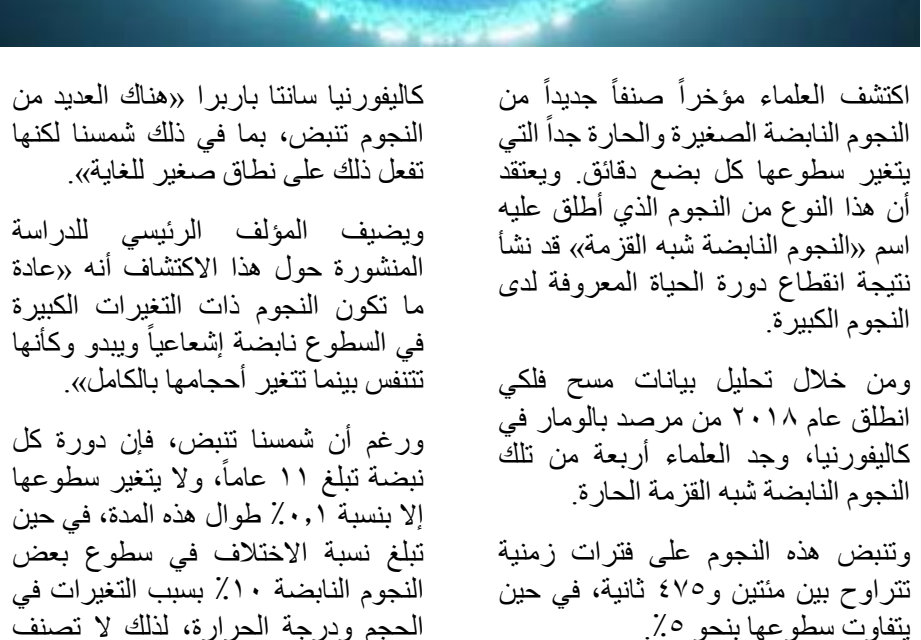 اكتشف العلماء مؤخراً صنفاً جديداً من
النجوم النابضة الصغيرة والحارة جداً التي
يتغير سطوعها كل بضع دقائق. ويعتقد
أن هذا النوع من النجوم الذي أطلق عليه
اسم «النجوم النابضة شبه القزمة» قد نشأ
نتيجة انقطاع دورة الحياة المعروفة لدى
النجوم الكبيرة.
ومن خلال تحليل بيانات مسح فلكي
انطلق عام ٢٠١٨ من مرصد بالومار في
كاليفورنيا، وجد العلماء أربعة من تلك
النجوم النابضة شبه القزمة الحارة.
وتنبض هذه النجوم على فترات زمنية
تتراوح بين مئتين و٤٧٥ ثانية، في حين
يتفاوت سطوعها بنحو ٥٪.
كاليفورنيا سانتا باربرا «هناك العديد من
النجوم تنبض، بما في ذلك شمسنا لكنها
تفعل ذلك على نطاق صغير للغاية».
ويضيف المؤلف الرئيسي للدراسة
المنشورة حول هذا الاكتشاف أنه «عادة
ما تكون النجوم ذات التغيرات الكبيرة
في السطوع نابضة إشعاعياً ويبدو وكأنها
تتنفس بينما تتغير أحجامها بالكامل».
ورغم أن شمسنا تنبض، فإن دورة كل
نبضة تبلغ ١١ عاماً، ولا يتغير سطوعها
إلا بنسبة ٠,١٪ طوال هذه المدة، في حين
تبلغ نسبة الاختلاف في سطوع بعض
النجوم النابضة ١٠٪ بسبب التغيرات في
الحجم ودرجة الحرارة، لذلك لا تصنف